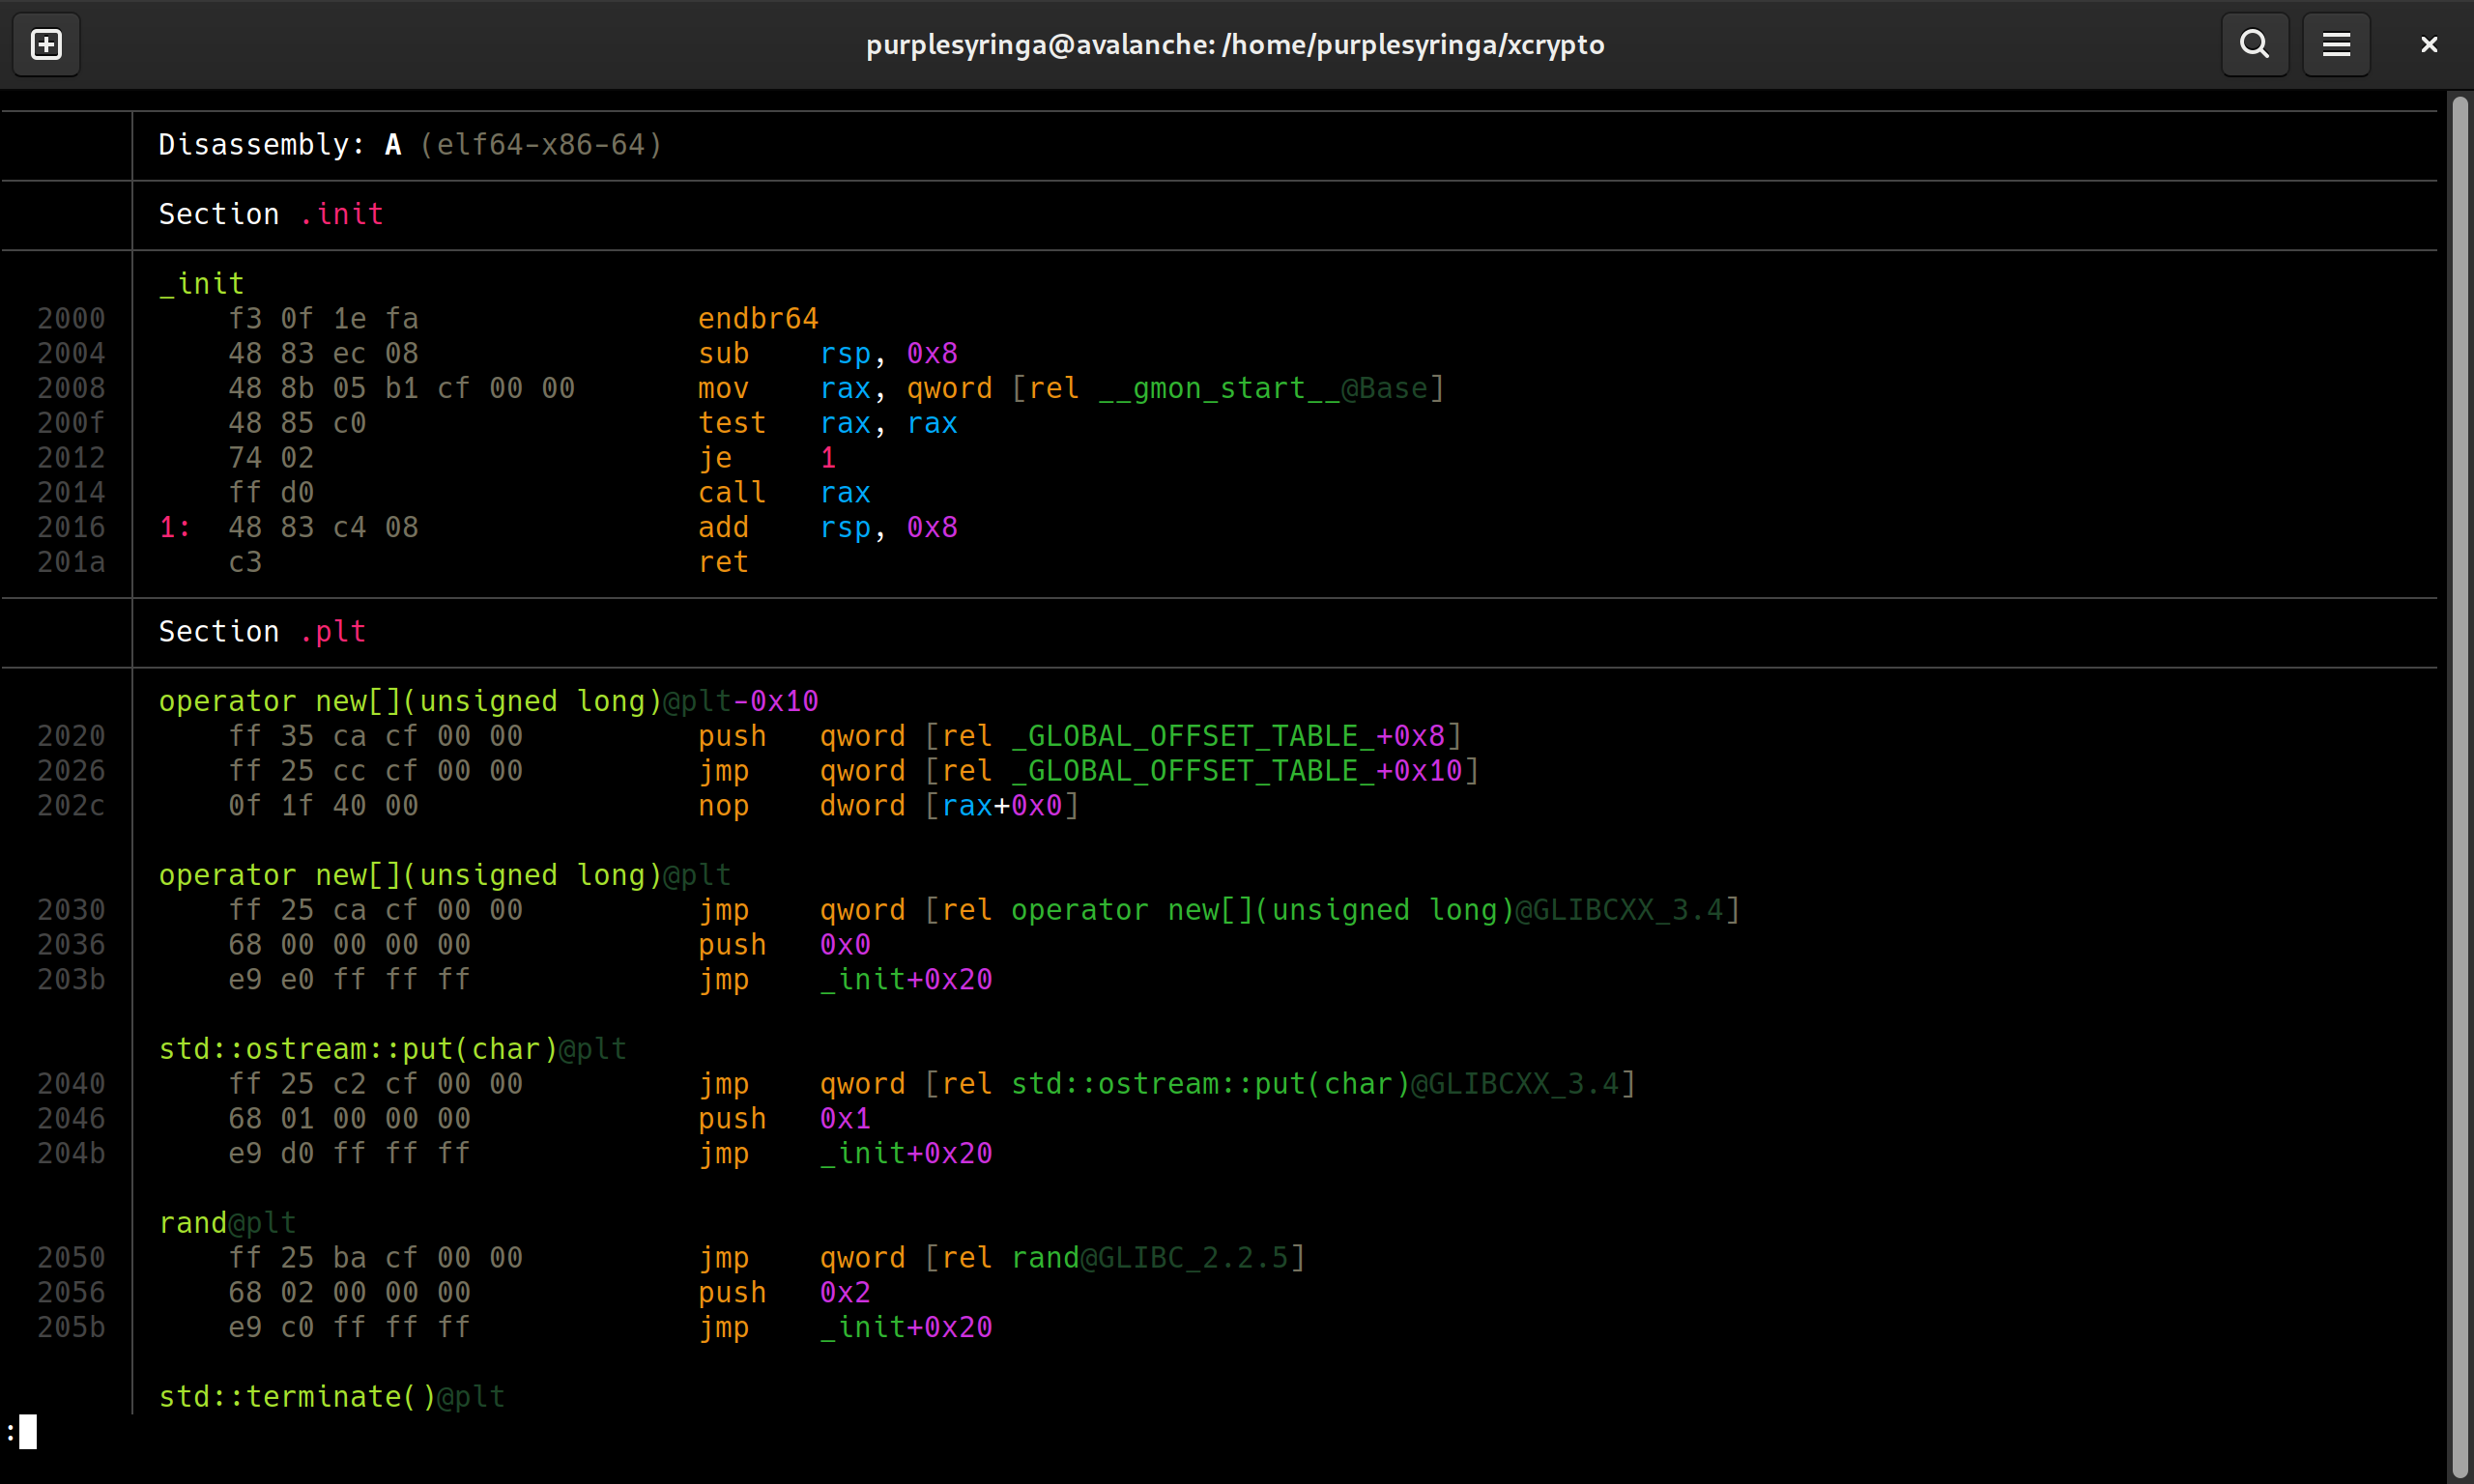 purplesyringa@avalanche: /home/purplesyringa/xcrypto
Disassembly: A (elf64-x86-64)
Section .init
_init
2000 f3 0f 1e fa endbr64
2004 48 83 ec 08 sub rsp, 0x8
2008 48 8b 05 b1 cf 00 00 mov rax, qword [rel __gmon_start__@Base]
200f 48 85 c0 test rax, rax
2012 74 02 je 1
2014 ff d0 call rax
2016 1: 48 83 c4 08 add rsp, 0x8
201a c3 ret
Section .plt
operator new[](unsigned long)@plt-0x10
2020 ff 35 ca cf 00 00 push qword [rel _GLOBAL_OFFSET_TABLE_+0x8]
2026 ff 25 cc cf 00 00 jmp qword [rel _GLOBAL_OFFSET_TABLE_+0x10]
202c 0f 1f 40 00 nop dword [rax+0x0]
operator new[](unsigned long)@plt
2030 ff 25 ca cf 00 00 jmp qword [rel operator new[](unsigned long)@GLIBCXX_3.4]
2036 68 00 00 00 00 push 0x0
203b e9 e0 ff ff ff jmp _init+0x20
std::ostream::put(char)@plt
2040 ff 25 c2 cf 00 00 jmp qword [rel std::ostream::put(char)@GLIBCXX_3.4]
2046 68 01 00 00 00 push 0x1
204b e9 d0 ff ff ff jmp _init+0x20
rand@plt
2050 ff 25 ba cf 00 00 jmp qword [rel rand@GLIBC_2.2.5]
2056 68 02 00 00 00 push 0x2
205b e9 c0 ff ff ff jmp _init+0x20
std::terminate()@plt
: